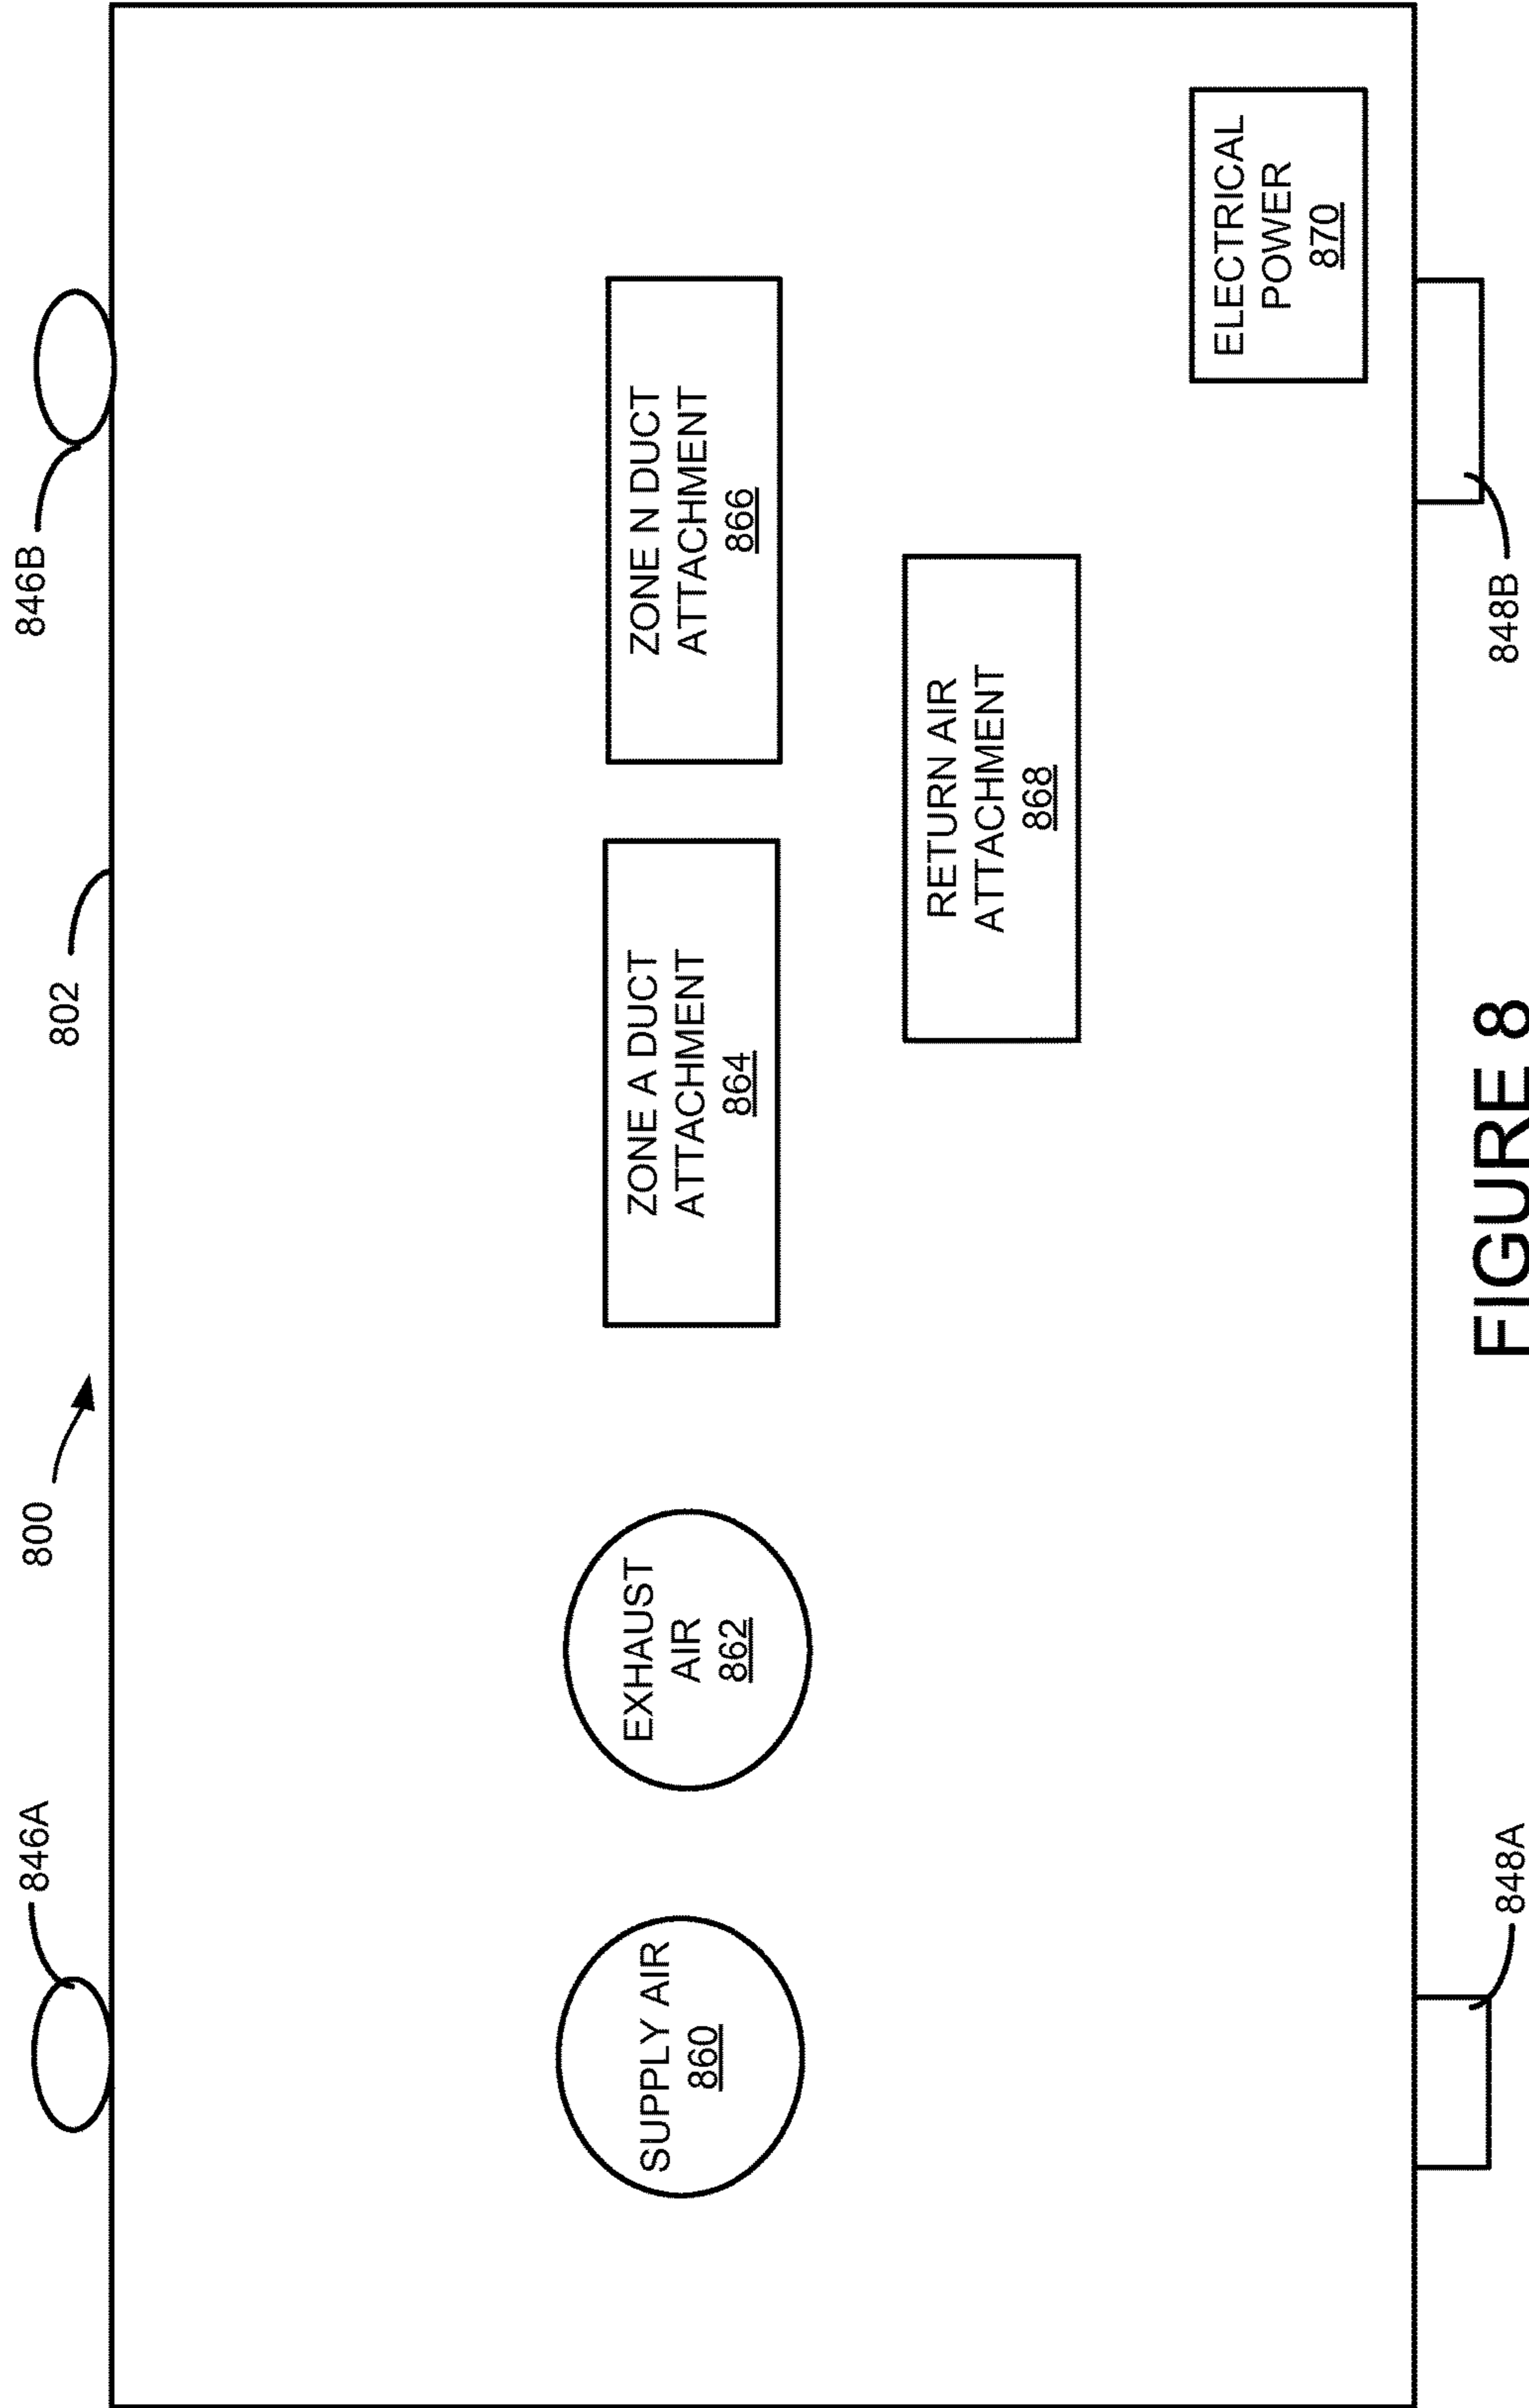 846A
800
802
846B
SUPPLY AIR
860
EXHAUST
AIR
862
ZONE A DUCT
ATTACHMENT
864
ZONE N DUCT
ATTACHMENT
866
RETURN AIR
ATTACHMENT
868
ELECTRICAL
POWER
870
848A
848B
FIGURE 8